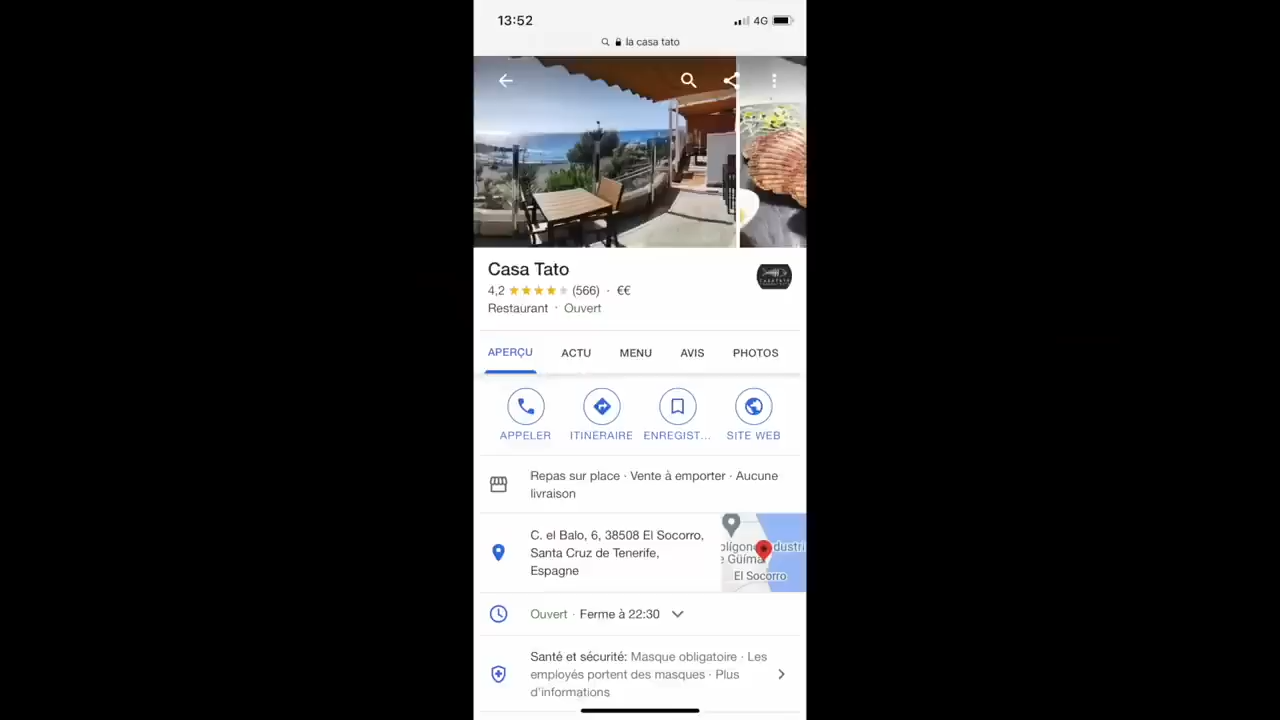 13:52
4G
la casa tato
Casa Tato
4,2 (566) · €€
Restaurant · Ouvert
APERÇU ACTU MENU AVIS PHOTOS
APPELER ITINÉRAIRE ENREGIST... SITE WEB
Repas sur place · Vente à emporter · Aucune
livraison
C. el Balo, 6, 38508 El Socorro,
Santa Cruz de Tenerife,
Espagne
El Socorro
Ouvert · Ferme à 22:30
Santé et sécurité: Masque obligatoire · Les
employés portent des masques · Plus
d'informations